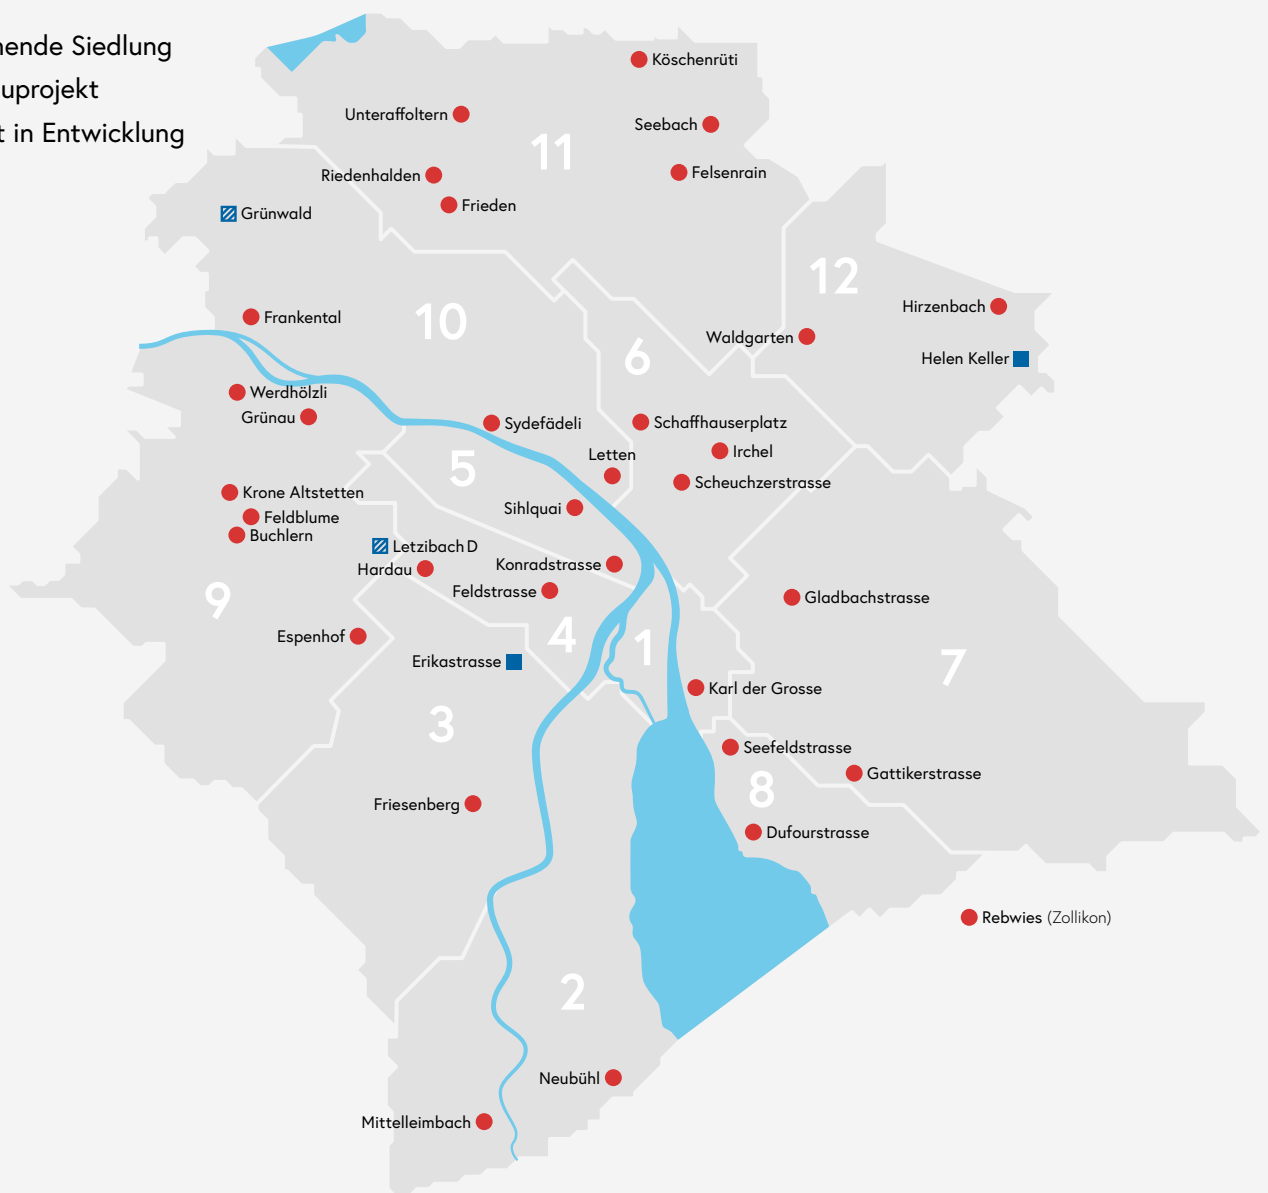 ende Siedlung
uprojekt
t in Entwicklung
Köschenrüti
Unteraffoltern
Seebach
11
Felsenrain
Riedenhalden
Frieden
Grünwald
12
Hirzenbach
Frankental
10
Waldgarten
6
Helen Keller
Werdhölzli
Grünau
Sydefädeli
Schaffhauserplatz
Irchel
Letten
5
Scheuchzerstrasse
Krone Altstetten
Sihlquai
Feldblume
Buchlern
Letzibach D
Konradstrasse
Hardau
Feldstrasse
9
Gladbachstrasse
Espenhof
4
1
Erikastrasse
7
Karl der Grosse
3
Seefeldstrasse
Gattikerstrasse
8
Friesenberg
Dufourstrasse
Rebwies (Zollikon)
2
Neubühl
Mittelleimbach